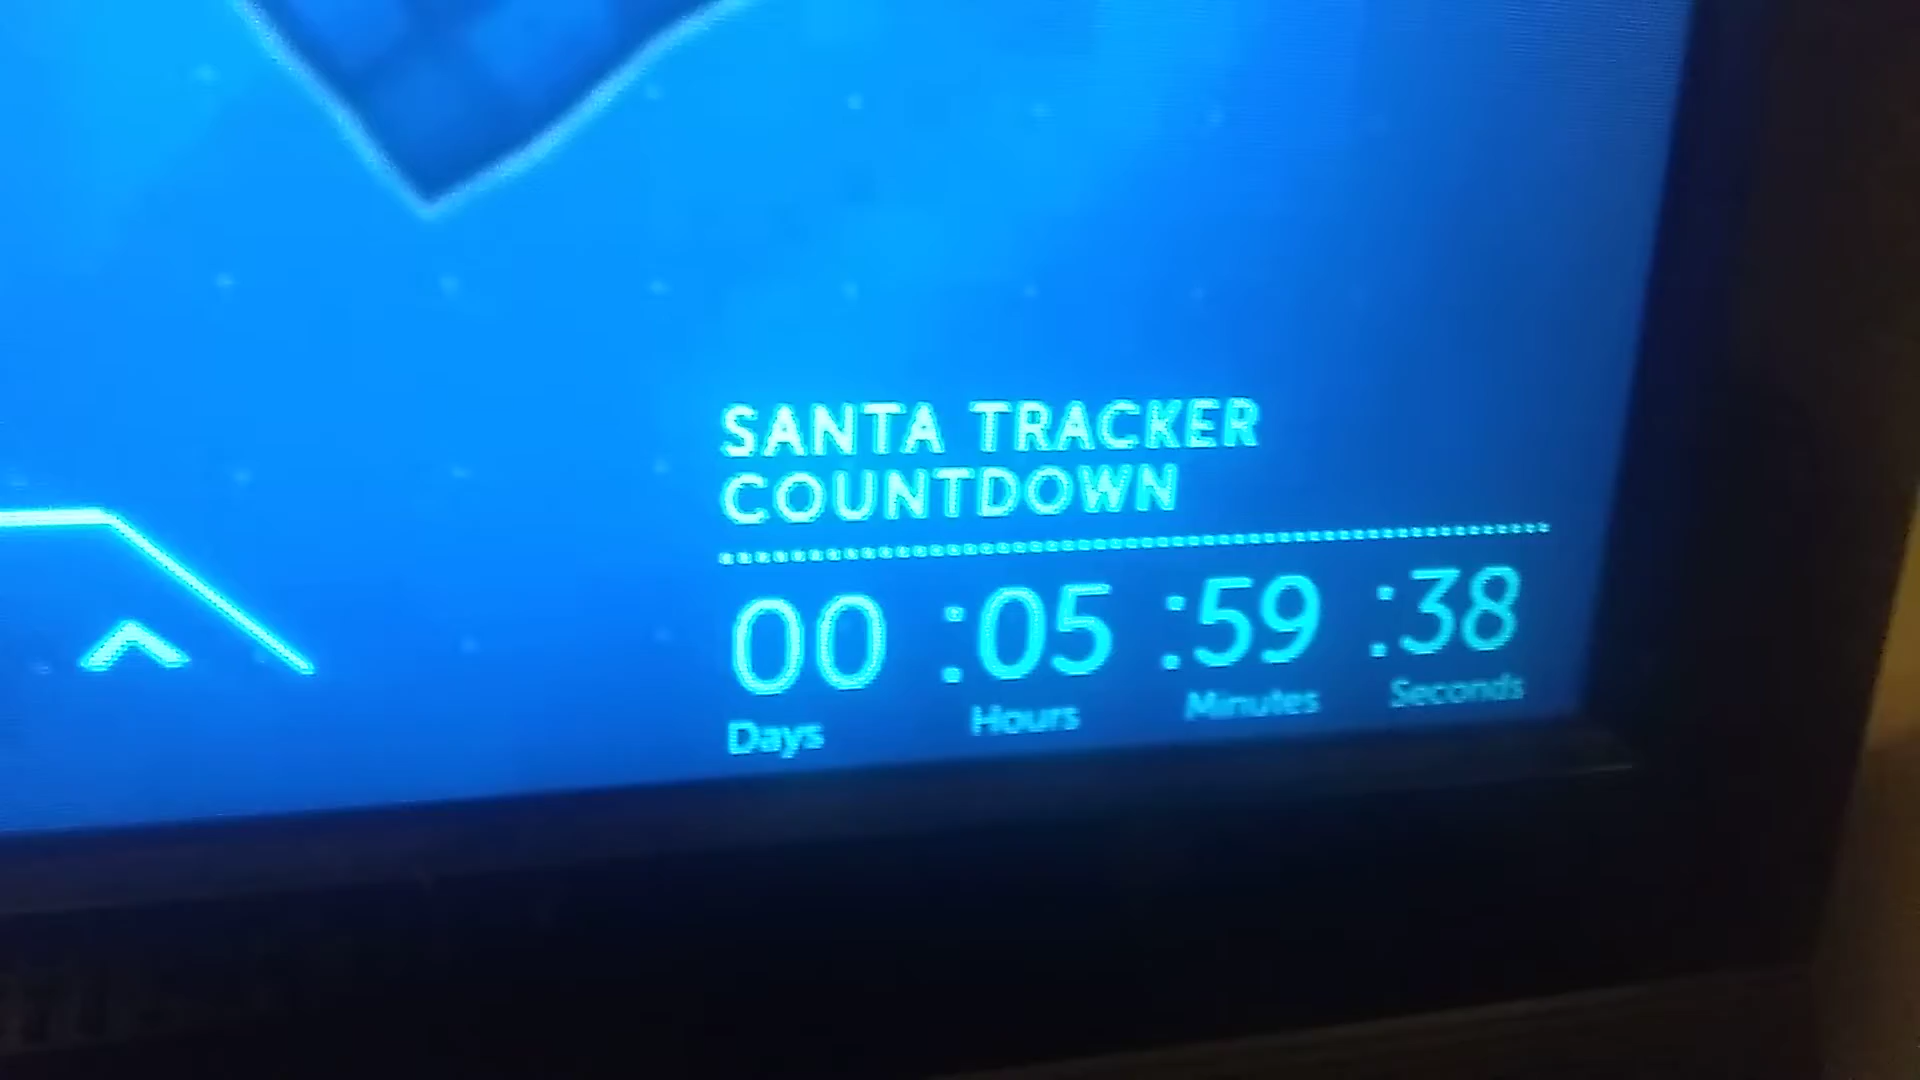 SANTA TRACKER
COUNTDOWN
00 :05 :59 :38
Days Hours Minutes Seconds